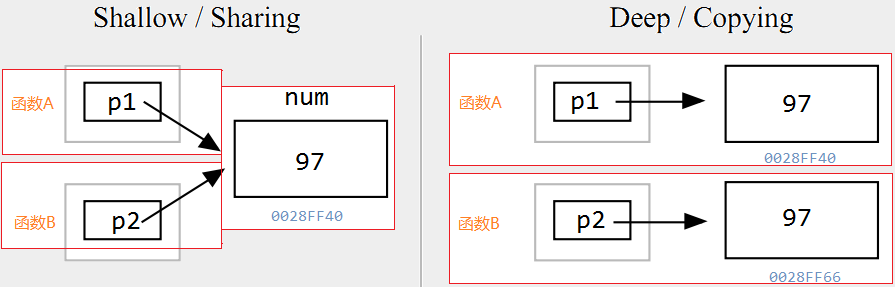 Shallow / Sharing
函数A
p1
num
97
0028FF40
函数B
p2
Deep / Copying
函数A
p1
97
0028FF40
函数B
p2
97
0028FF66